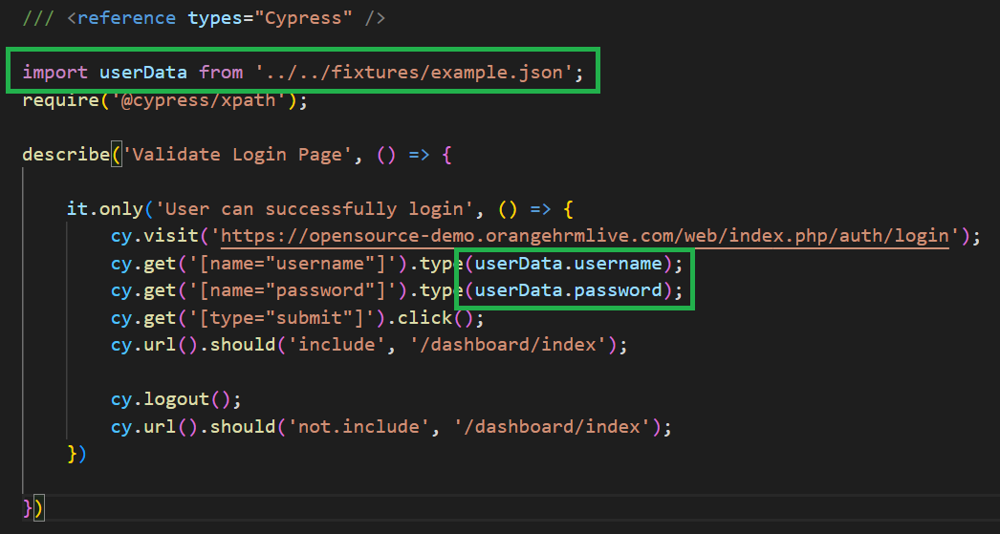 /// <reference types="Cypress" />
import userData from '../../fixtures/example.json';
require('@cypress/xpath');
describe('Validate Login Page', () => {
it.only('User can successfully login', () => {
cy.visit('https://opensource-demo.orangehrmlive.com/web/index.php/auth/login');
cy.get('[name="username"]').type(userData.username);
cy.get('[name="password"]').type(userData.password);
cy.get('[type="submit"]').click();
cy.url().should('include', '/dashboard/index');
cy.logout();
cy.url().should('not.include', '/dashboard/index');
})
})